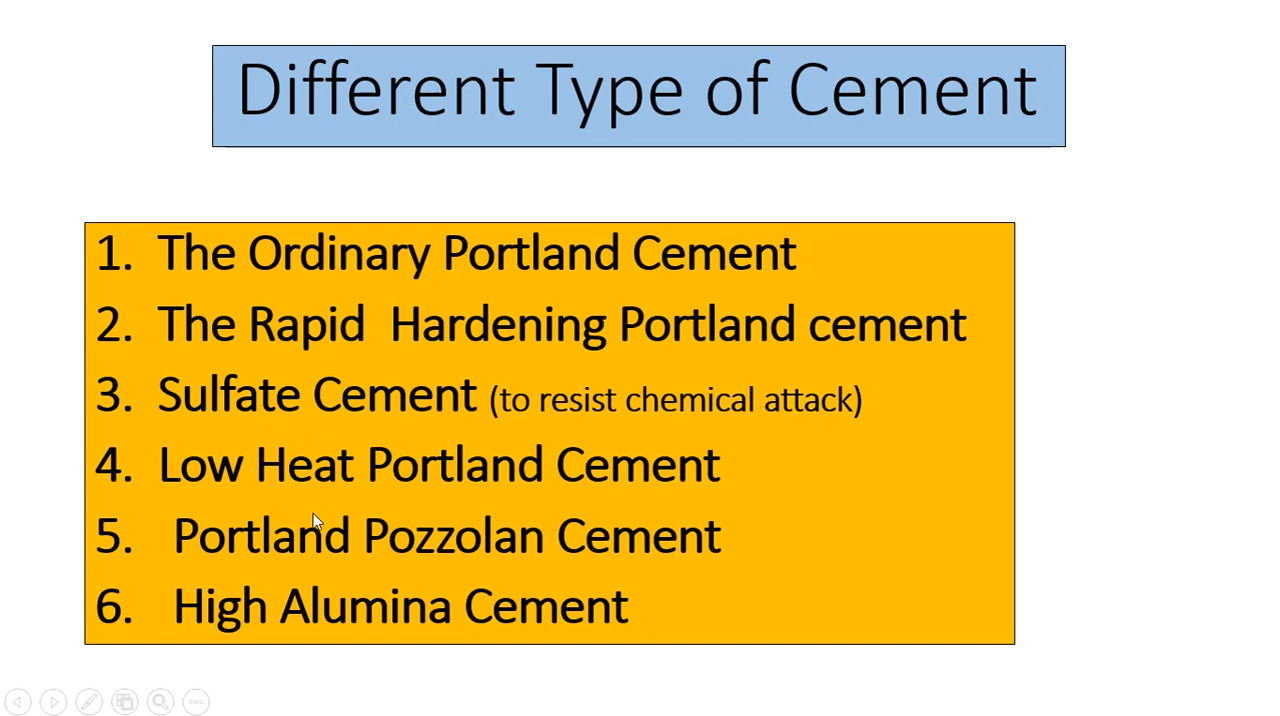 Different Type of Cement
1. The Ordinary Portland Cement
2. The Rapid  Hardening Portland cement
3. Sulfate Cement (to resist chemical attack)
4. Low Heat Portland Cement
5.  Portland Pozzolan Cement
6.  High Alumina Cement